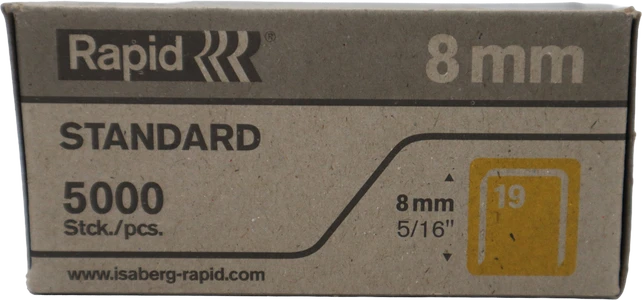 Rapid ® 8 mm
STANDARD
5000
Stck./pcs.
8 mm
5/16"
19
www.isaberg-rapid.com